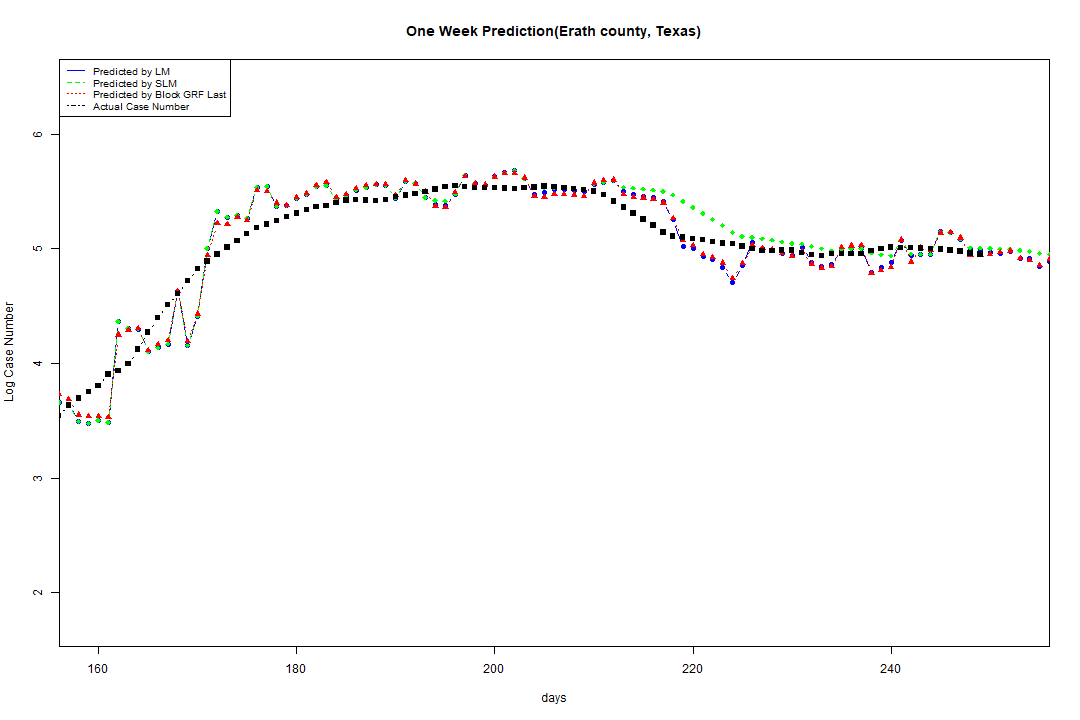 One Week Prediction(Erath county, Texas)
Predicted by LM
Predicted by SLM
Predicted by Block GRF Last
Actual Case Number
Log Case Number
6
5
4
3
2
160 180 200 220 240
days